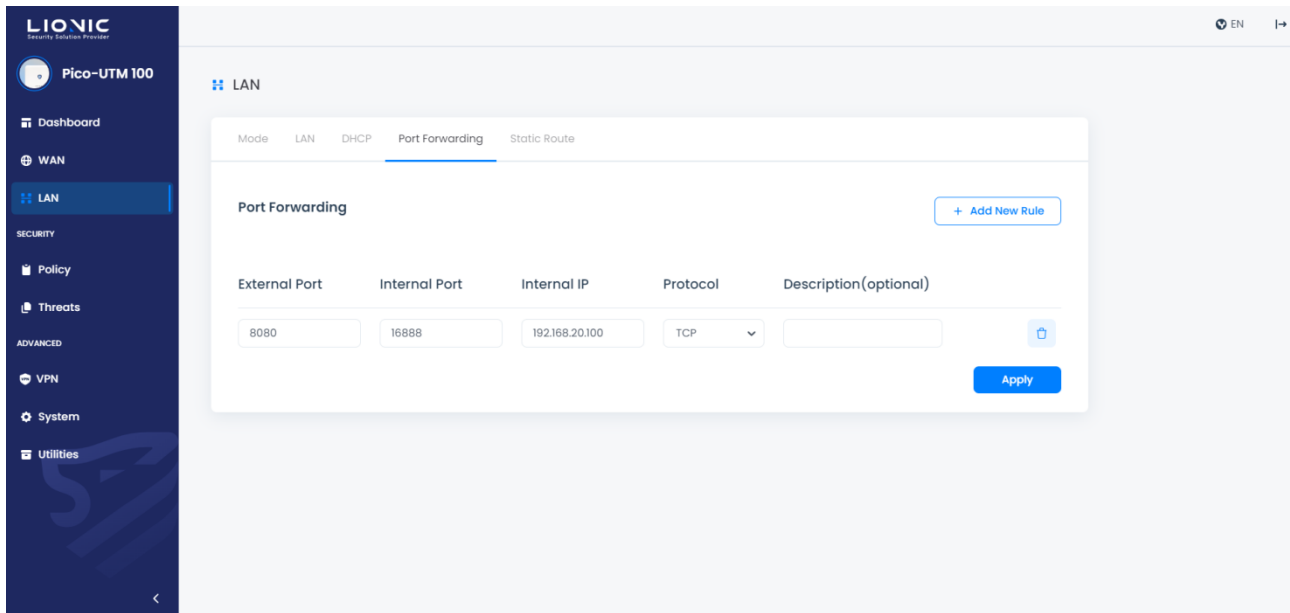 LIONIC
Security Solution Provider
EN
Pico-UTM 100
Dashboard
WAN
LAN
SECURITY
Policy
Threats
ADVANCED
VPN
System
Utilities
LAN
Mode LAN DHCP Port Forwarding Static Route
Port Forwarding
+ Add New Rule
External Port Internal Port Internal IP Protocol Description(optional)
8080 16888 192.168.20.100 TCP
Apply